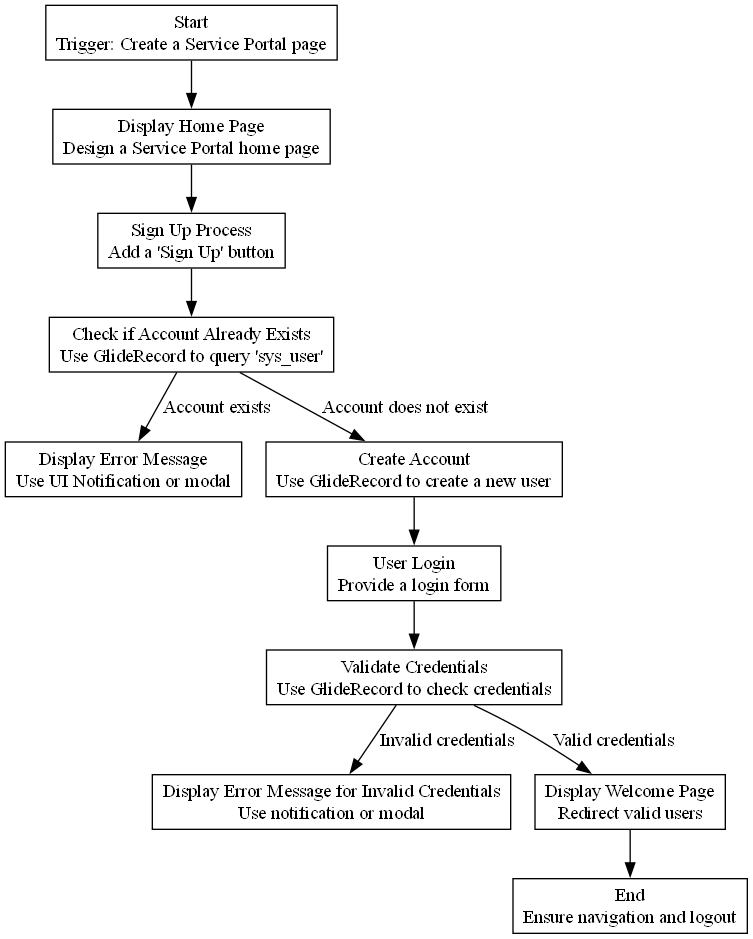 Start
Trigger: Create a Service Portal page
Display Home Page
Design a Service Portal home page
Sign Up Process
Add a 'Sign Up' button
Check if Account Already Exists
Use GlideRecord to query 'sys_user'
Account exists
Account does not exist
Display Error Message
Use UI Notification or modal
Create Account
Use GlideRecord to create a new user
User Login
Provide a login form
Validate Credentials
Use GlideRecord to check credentials
Invalid credentials
Valid credentials
Display Error Message for Invalid Credentials
Use notification or modal
Display Welcome Page
Redirect valid users
End
Ensure navigation and logout